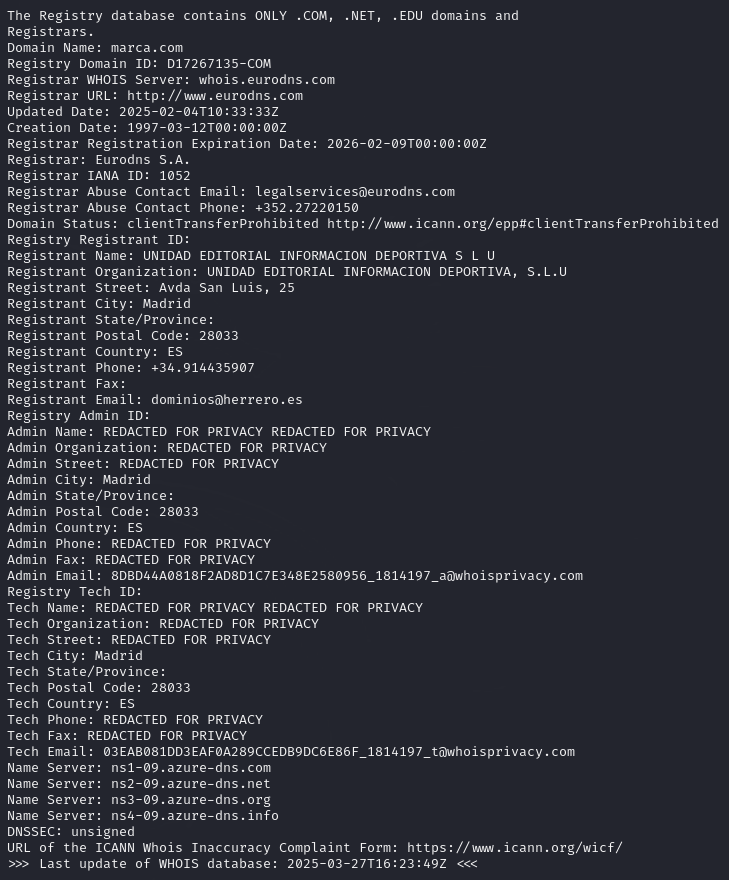 The Registry database contains ONLY .COM, .NET, .EDU domains and
Registrars.
Domain Name: marca.com
Registry Domain ID: D17267135-COM
Registrar WHOIS Server: whois.eurodns.com
Registrar URL: http://www.eurodns.com
Updated Date: 2025-02-04T10:33:33Z
Creation Date: 1997-03-12T00:00:00Z
Registrar Registration Expiration Date: 2026-02-09T00:00:00Z
Registrar: Eurodns S.A.
Registrar IANA ID: 1052
Registrar Abuse Contact Email: legalservices@eurodns.com
Registrar Abuse Contact Phone: +352.27220150
Domain Status: clientTransferProhibited http://www.icann.org/epp#clientTransferProhibited
Registry Registrant ID:
Registrant Name: UNIDAD EDITORIAL INFORMACION DEPORTIVA S L U
Registrant Organization: UNIDAD EDITORIAL INFORMACION DEPORTIVA, S.L.U
Registrant Street: Avda San Luis, 25
Registrant City: Madrid
Registrant State/Province:
Registrant Postal Code: 28033
Registrant Country: ES
Registrant Phone: +34.914435907
Registrant Fax:
Registrant Email: dominios@herrero.es
Registry Admin ID:
Admin Name: REDACTED FOR PRIVACY REDACTED FOR PRIVACY
Admin Organization: REDACTED FOR PRIVACY
Admin Street: REDACTED FOR PRIVACY
Admin City: Madrid
Admin State/Province:
Admin Postal Code: 28033
Admin Country: ES
Admin Phone: REDACTED FOR PRIVACY
Admin Fax: REDACTED FOR PRIVACY
Admin Email: 8DBD44A0818F2AD8D1C7E348E2580956_1814197_a@whoisprivacy.com
Registry Tech ID:
Tech Name: REDACTED FOR PRIVACY REDACTED FOR PRIVACY
Tech Organization: REDACTED FOR PRIVACY
Tech Street: REDACTED FOR PRIVACY
Tech City: Madrid
Tech State/Province:
Tech Postal Code: 28033
Tech Country: ES
Tech Phone: REDACTED FOR PRIVACY
Tech Fax: REDACTED FOR PRIVACY
Tech Email: 03EAB081DD3EAF0A289CCEDB9DC6E86F_1814197_t@whoisprivacy.com
Name Server: ns1-09.azure-dns.com
Name Server: ns2-09.azure-dns.net
Name Server: ns3-09.azure-dns.org
Name Server: ns4-09.azure-dns.info
DNSSEC: unsigned
URL of the ICANN Whois Inaccuracy Complaint Form: https://www.icann.org/wicf/
>>> Last update of WHOIS database: 2025-03-27T16:23:49Z <<<